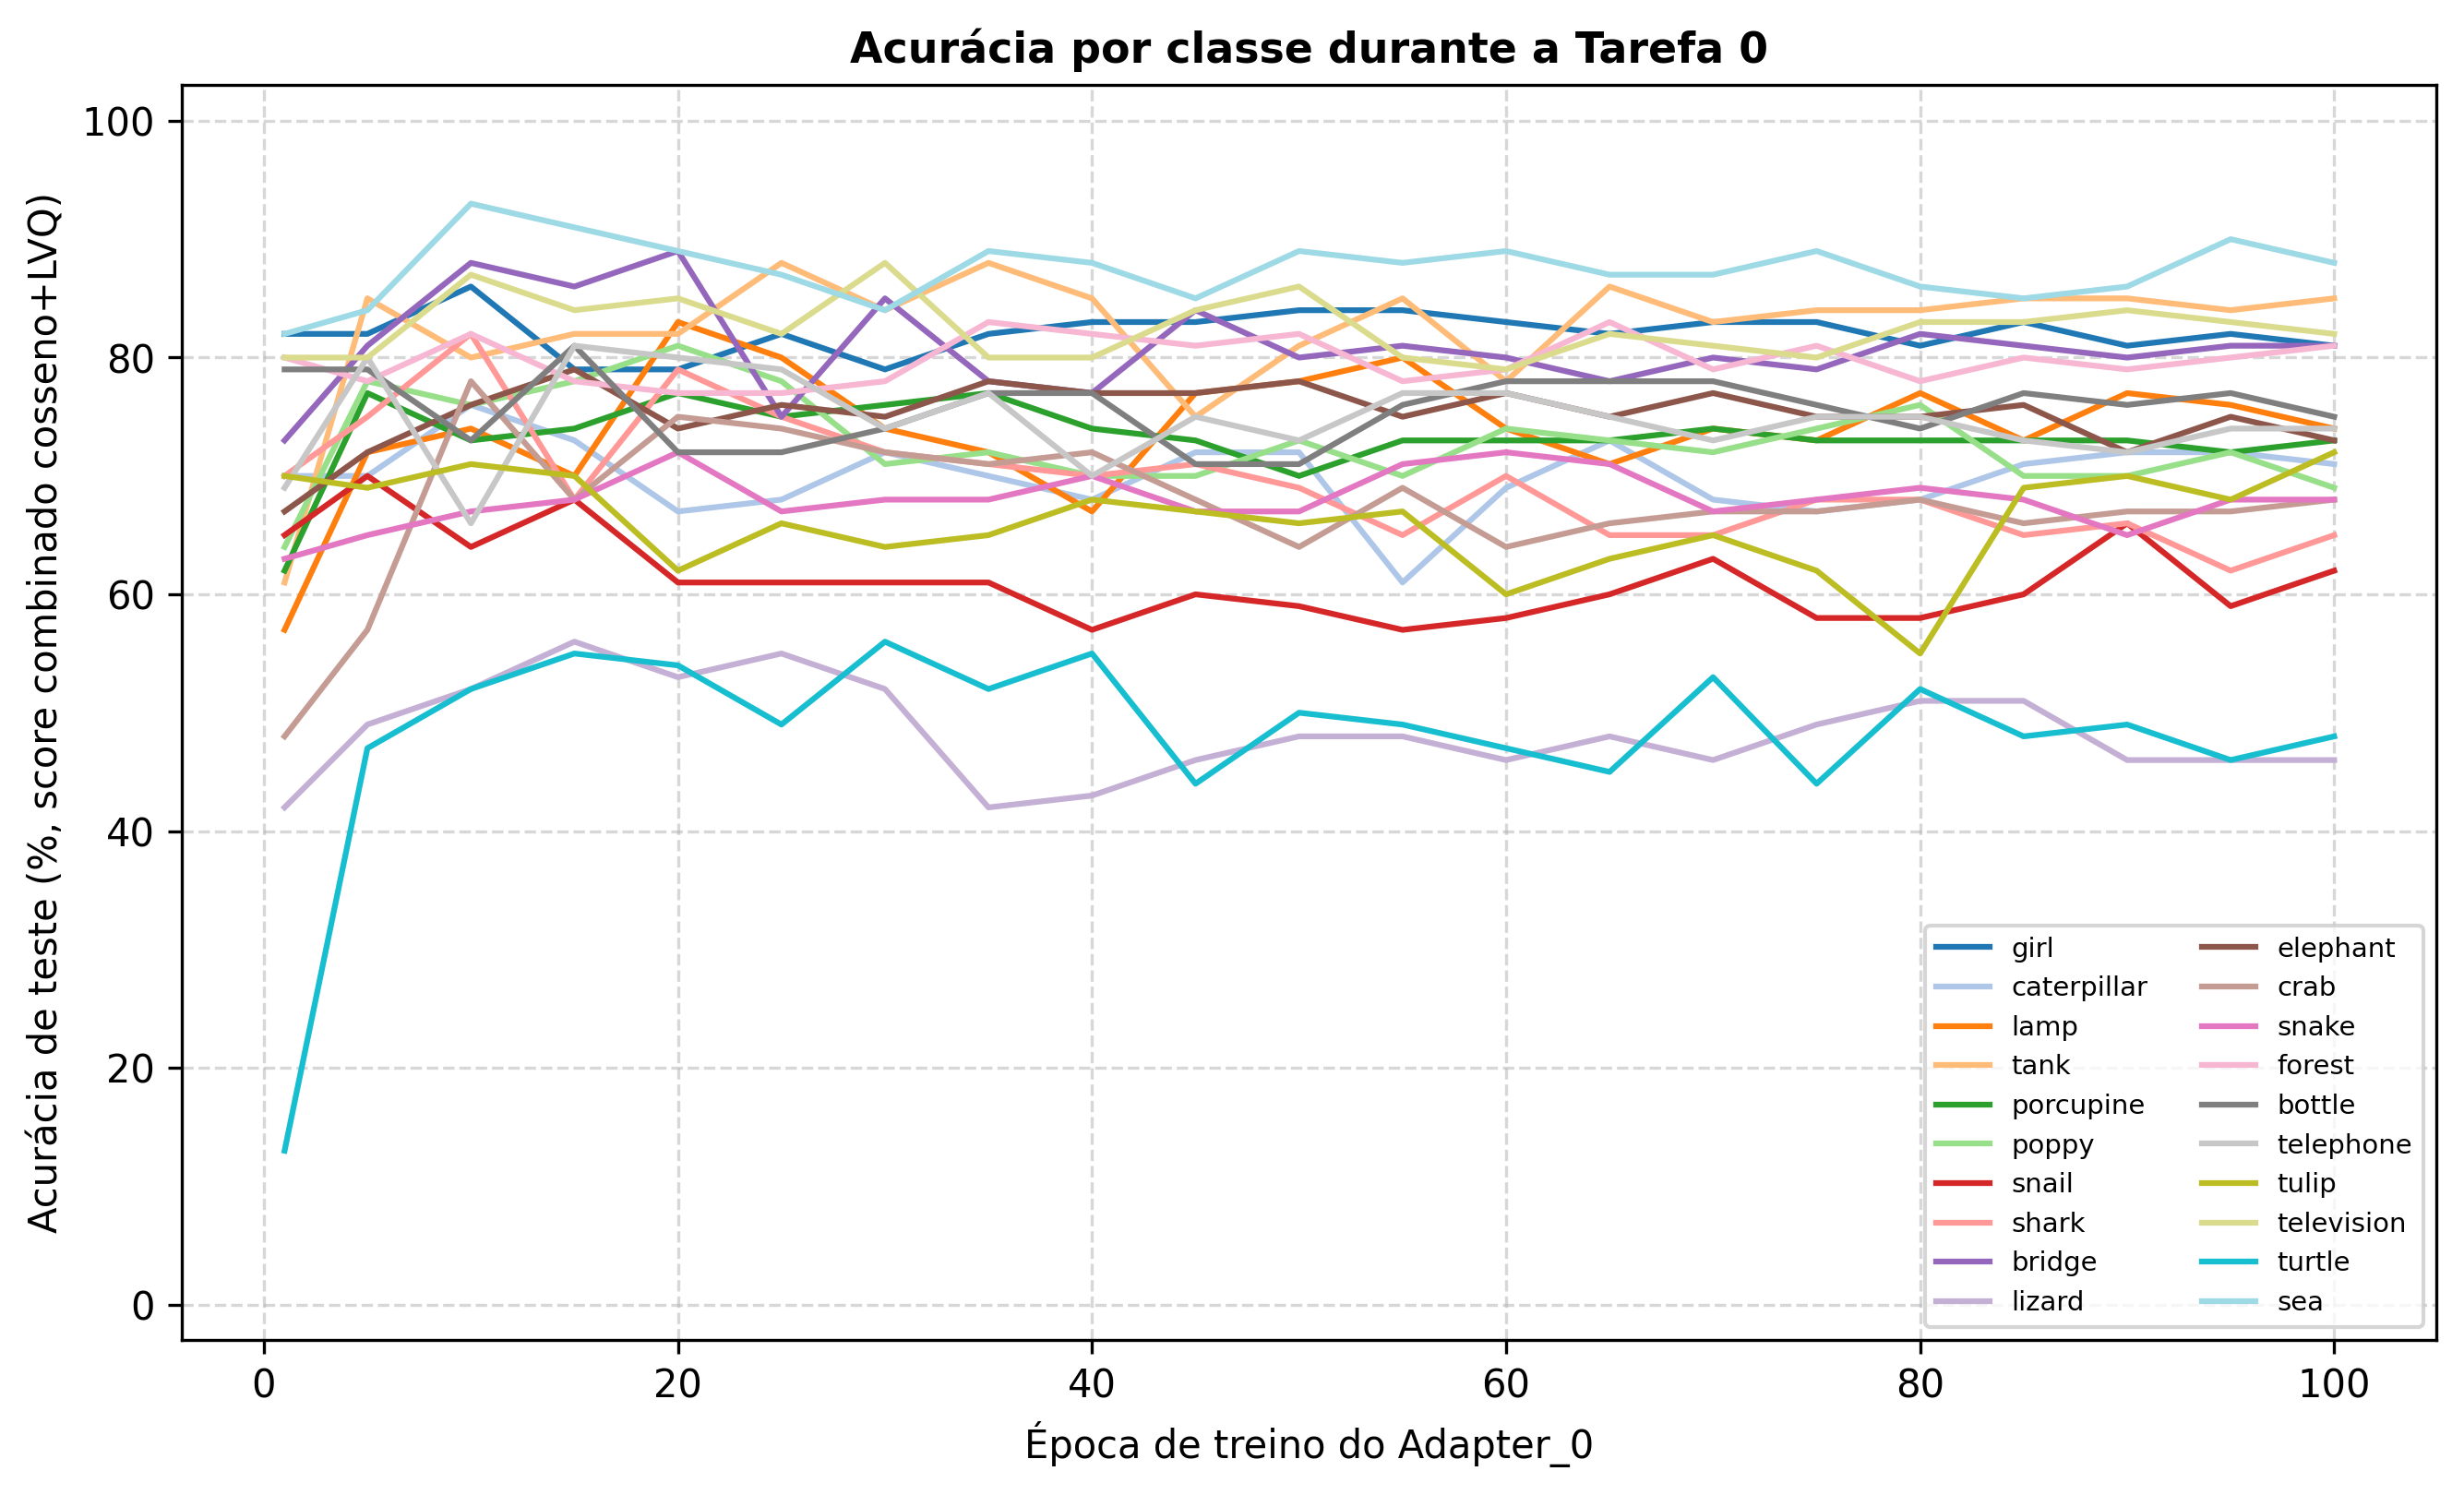 Acurácia por classe durante a Tarefa 0
Acurácia de teste (%, score combinado cosseno+LVQ)
100
80
60
40
20
0
girl
caterpillar
lamp
tank
porcupine
poppy
snail
shark
bridge
lizard
elephant
crab
snake
forest
bottle
telephone
tulip
television
turtle
sea
0 20 40 60 80 100
Época de treino do Adapter_0